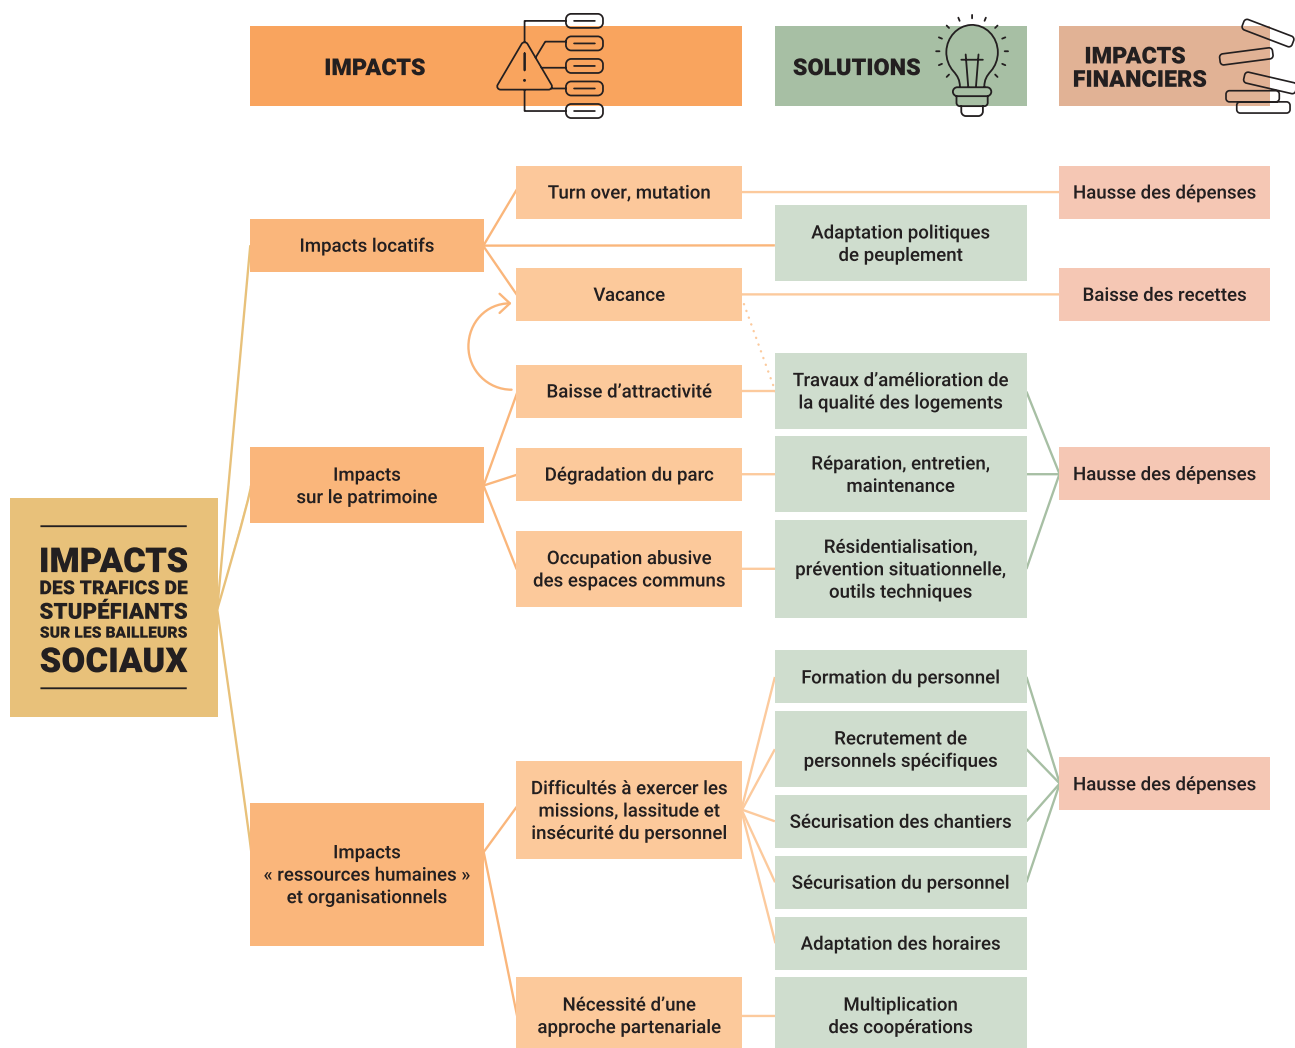 IMPACTS
SOLUTIONS
IMPACTS
FINANCIERS
Turn over, mutation
Hausse des dépenses
Impacts locatifs
Adaptation politiques
de peuplement
Vacance
Baisse des recettes
Baisse d’attractivité
Travaux d’amélioration de
la qualité des logements
Impacts
sur le patrimoine
Dégradation du parc
Réparation, entretien,
maintenance
Hausse des dépenses
Occupation abusive
des espaces communs
Résidentialisation,
prévention situationnelle,
outils techniques
IMPACTS
DES TRAFICS DE
STUPÉFIANTS
SUR LES BAILLEURS
SOCIAUX
Formation du personnel
Recrutement de
personnels spécifiques
Difficultés à exercer les
missions, lassitude et
insécurité du personnel
Hausse des dépenses
Sécurisation des chantiers
Impacts
« ressources humaines »
et organisationnels
Sécurisation du personnel
Adaptation des horaires
Nécessité d’une
approche partenariale
Multiplication
des coopérations